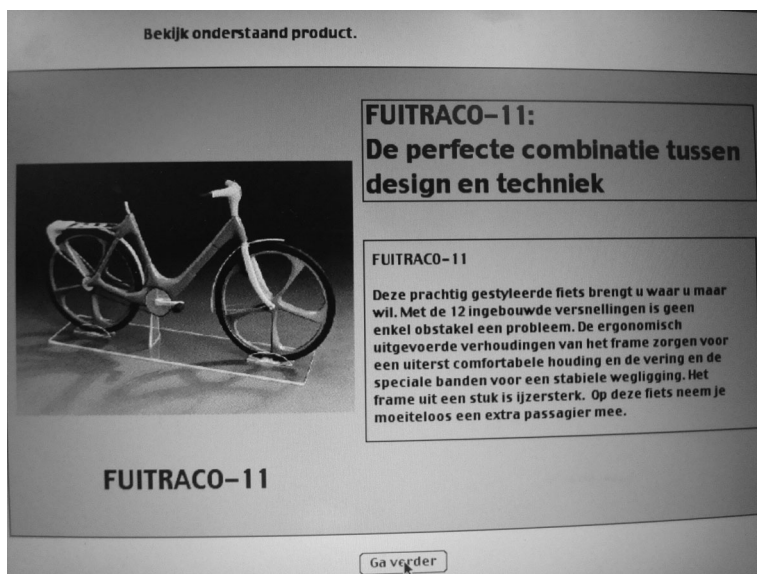 Bekijk onderstaand product.
FUITRACO-11:
De perfecte combinatie tussen
design en techniek
FUITRACO-11
Deze prachtig gestyleerde fiets brengt u waar u maar
wil. Met de 12 ingebouwde versnellingen is geen
enkel obstakel een probleem. De ergonomisch
uitgevoerde verhoudingen van het frame zorgen voor
een uiterst comfortabele houding en de vering en de
speciale banden voor een stabiele wegligging. Het
frame uit een stuk is ijzersterk. Op deze fiets neem je
moeiteloos een extra passagier mee.
FUITRACO-11
Ga verder